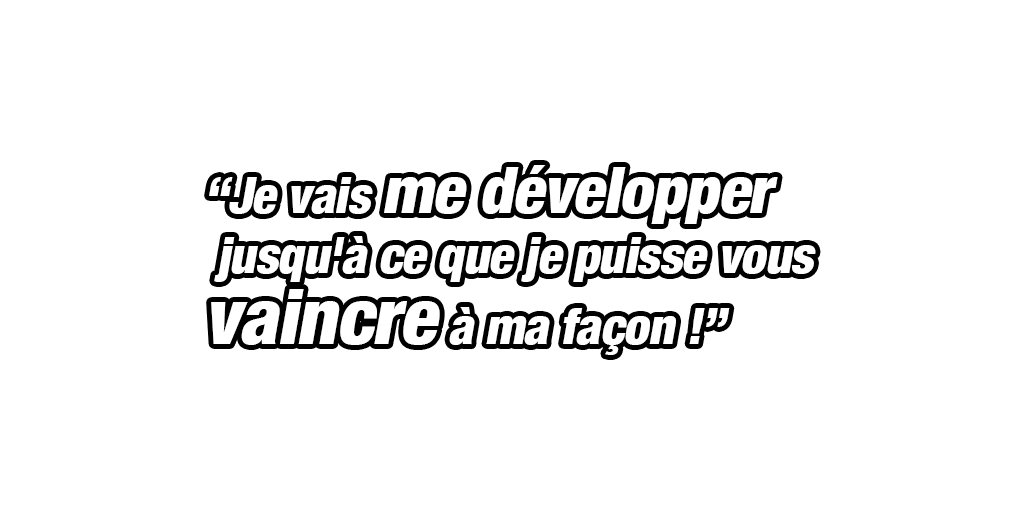 “Je vais me développer
jusqu'à ce que je puisse vous
vaincre à ma façon !”